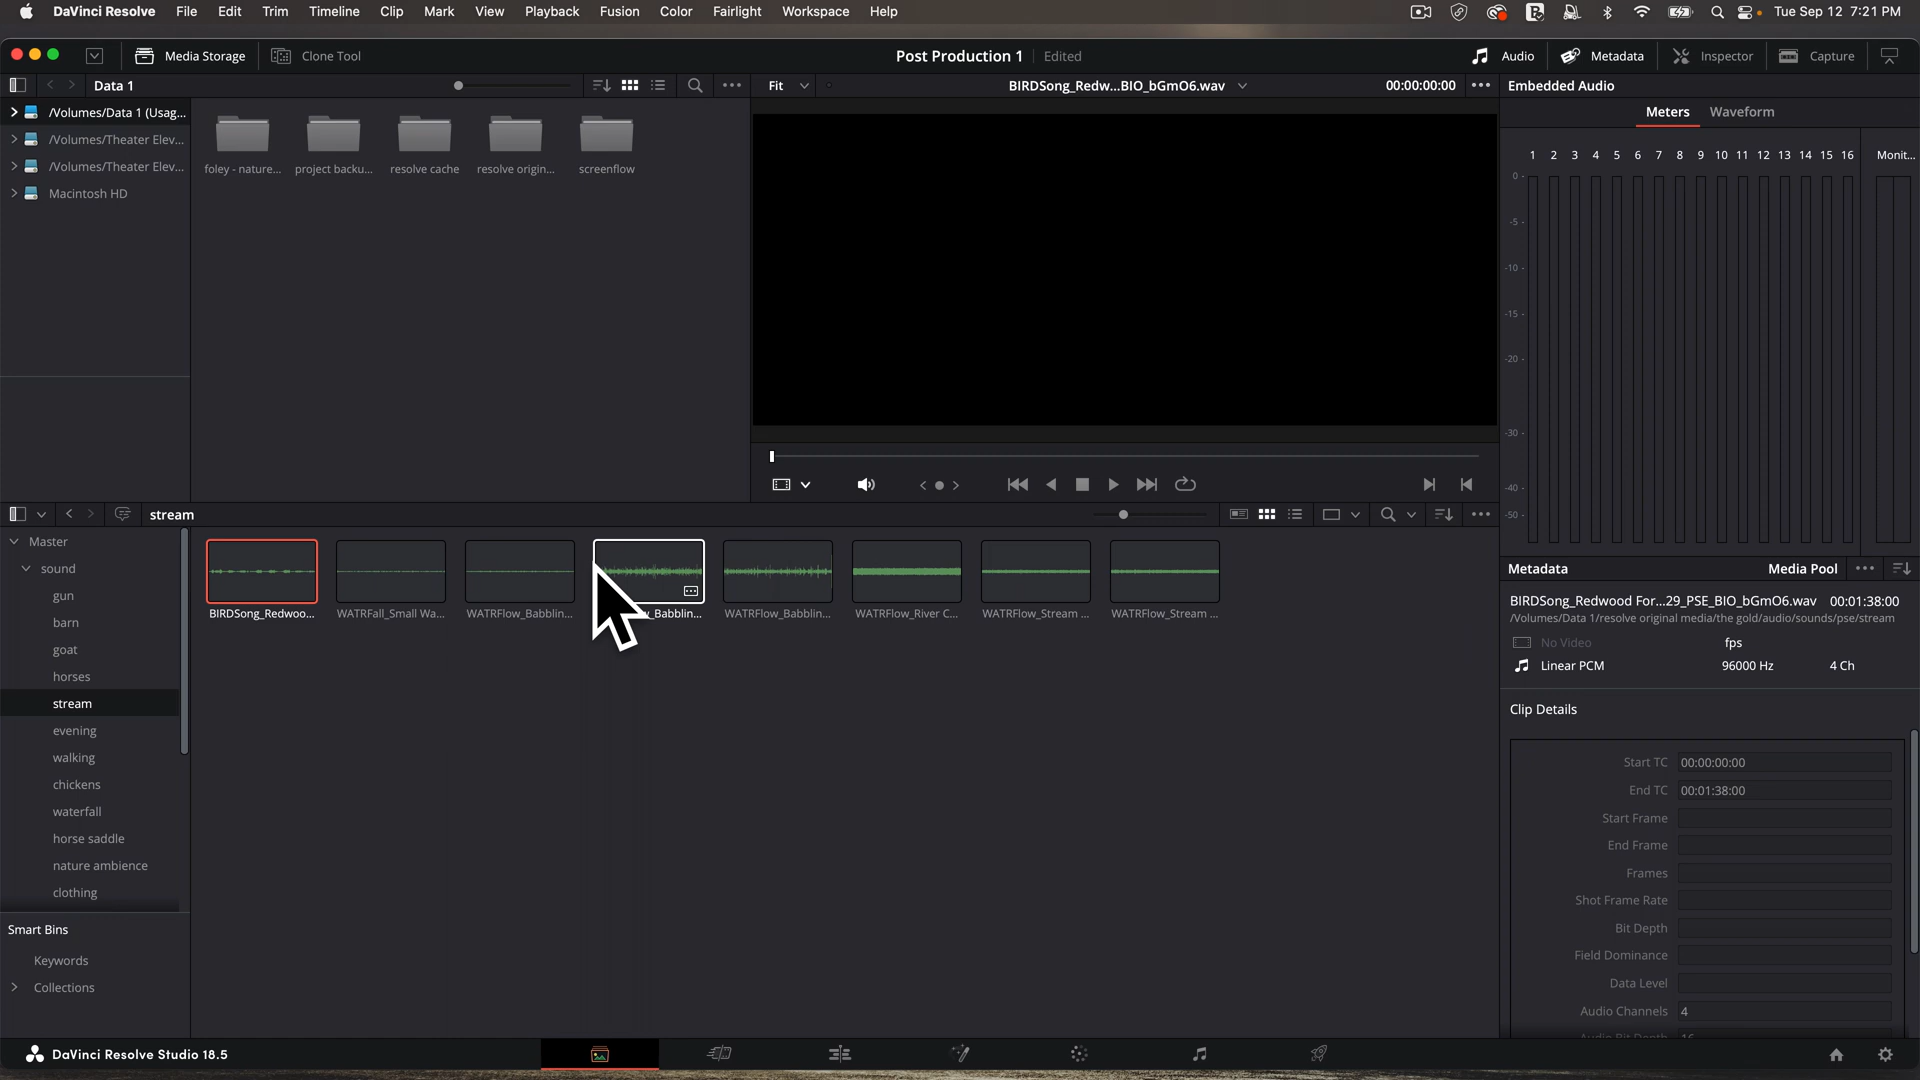 DaVinci Resolve File Edit Trim Timeline Clip Mark View Playback Fusion Color Fairlight Workspace Help Tue Sep 12 7:21 PM
Media Storage Clone Tool Post Production 1 Edited Audio Metadata Inspector Capture
Data 1 Fit BIRDSong_Redw...BIO_bGmO6.wav 00:00:00:00 Embedded Audio
/Volumes/Data 1 (Usag...
/Volumes/Theater Elev...
/Volumes/Theater Elev...
Macintosh HD
foley - nature... project backu... resolve cache resolve origin... screenflow
Meters Waveform
1 2 3 4 5 6 7 8 9 10 11 12 13 14 15 16 Monit...
0
-5
-10
-15
-20
-30
-40
-50
stream
Master
sound
gun
barn
goat
horses
stream
evening
walking
chickens
waterfall
horse saddle
nature ambience
clothing
Smart Bins
Keywords
Collections
BIRDSong_Redwoo... WATRFall_Small Wa... WATRFlow_Babblin... _Babblin... WATRFlow_Babblin... WATRFlow_River C... WATRFlow_Stream ... WATRFlow_Stream ...
Metadata Media Pool
BIRDSong_Redwood For...29_PSE_BIO_bGmO6.wav 00:01:38:00
/Volumes/Data 1/resolve original media/the gold/audio/sounds/pse/stream
No Video fps
Linear PCM 96000 Hz 4 Ch
Clip Details
Start TC 00:00:00:00
End TC 00:01:38:00
Start Frame
End Frame
Frames
Shot Frame Rate
Bit Depth
Field Dominance
Data Level
Audio Channels 4
DaVinci Resolve Studio 18.5